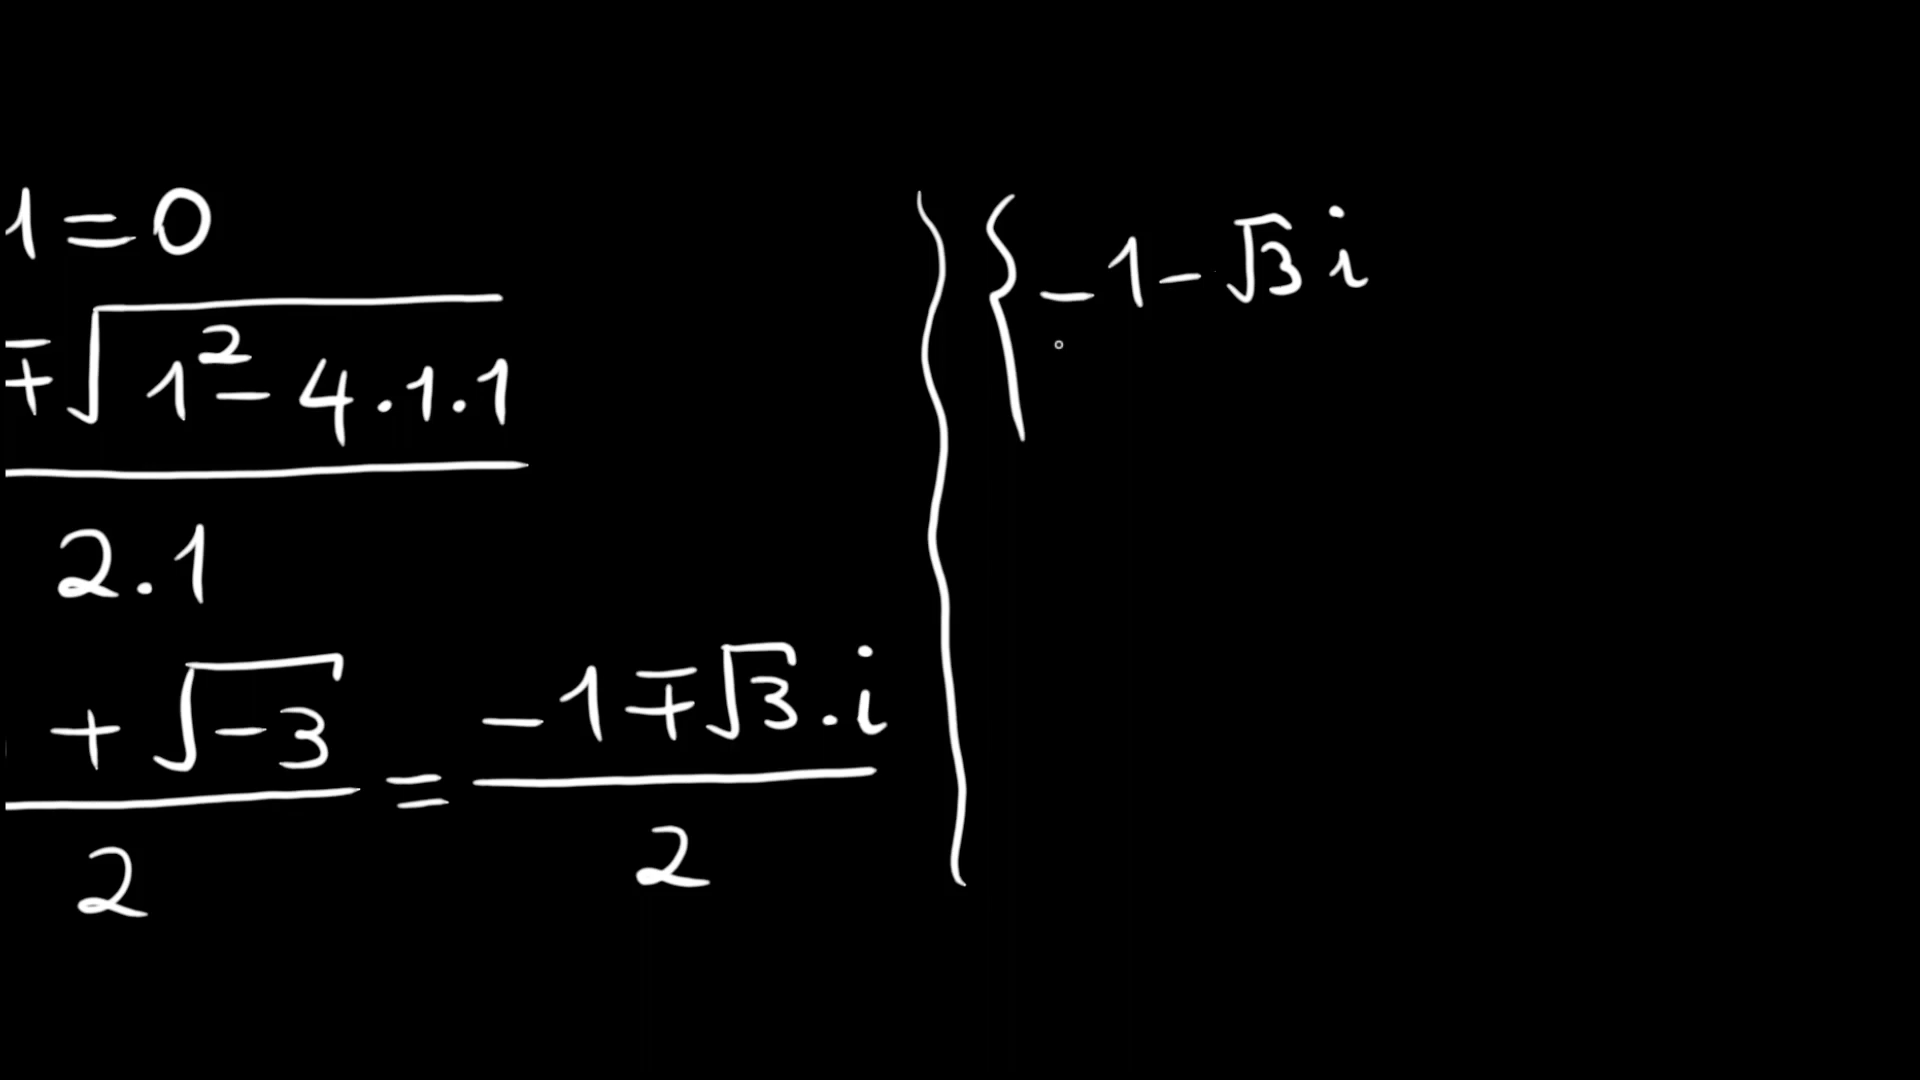 1 = 0
∓ √(1² - 4 . 1 . 1)
2 . 1
+ √-3 = -1 ∓ √3 . i
2 2
{ -1 - √3 i